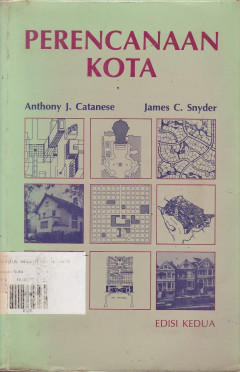 PERENCANAAN
KOTA
Anthony J. Catanese James C. Snyder
EDISI KEDUA